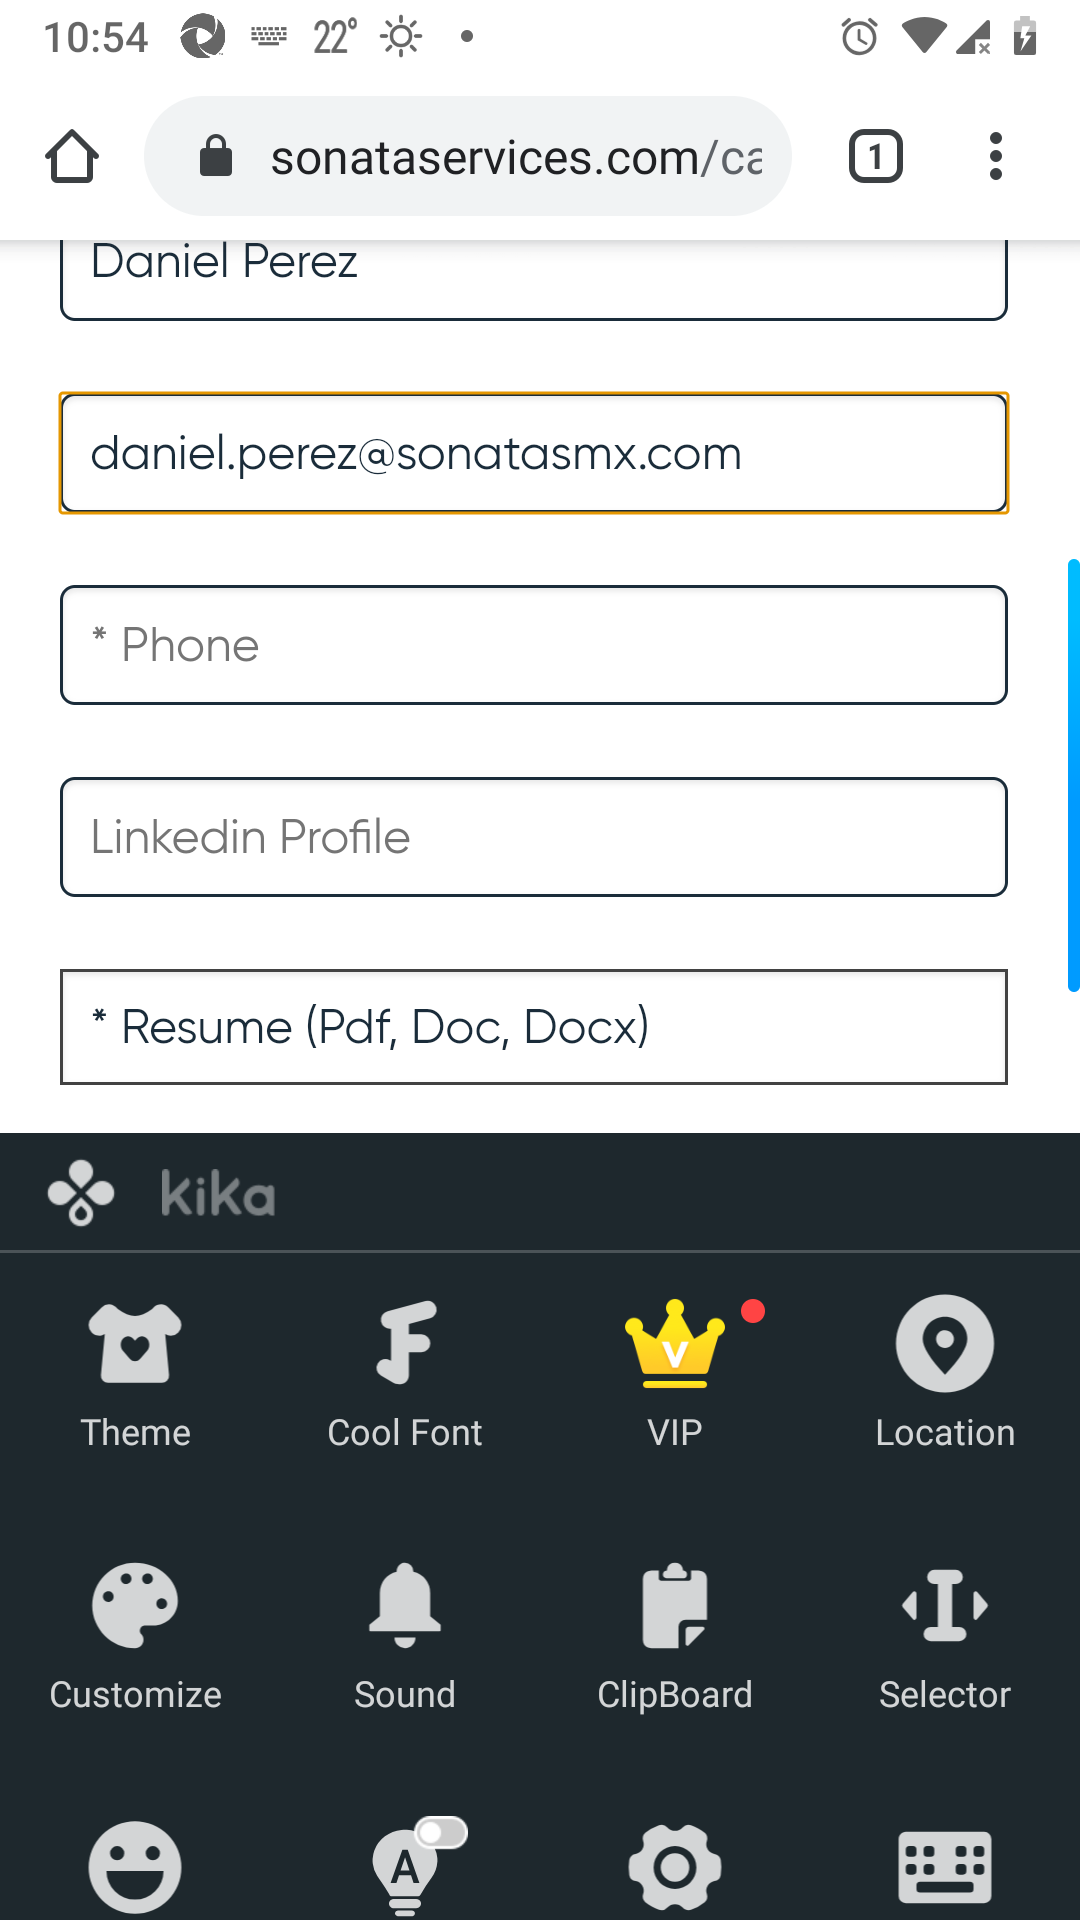 10:54 22°
sonataservices.com/ca
1
Daniel Perez
daniel.perez@sonatasmx.com
* Phone
Linkedin Profile
* Resume (Pdf, Doc, Docx)
kika
Theme Cool Font VIP Location
Customize Sound ClipBoard Selector
A